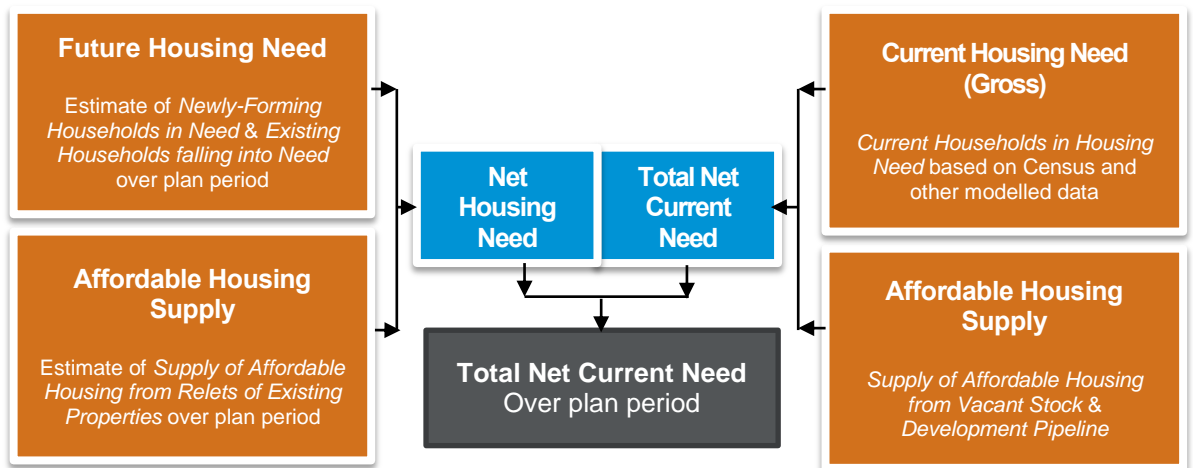 Future Housing Need
Estimate of Newly-Forming
Households in Need & Existing
Households falling into Need
over plan period
Affordable Housing
Supply
Estimate of Supply of Affordable
Housing from Relets of Existing
Properties over plan period
Net
Housing
Need
Total Net
Current
Need
Total Net Current Need
Over plan period
Current Housing Need
(Gross)
Current Households in Housing
Need based on Census and
other modelled data
Affordable Housing
Supply
Supply of Affordable Housing
from Vacant Stock &
Development Pipeline